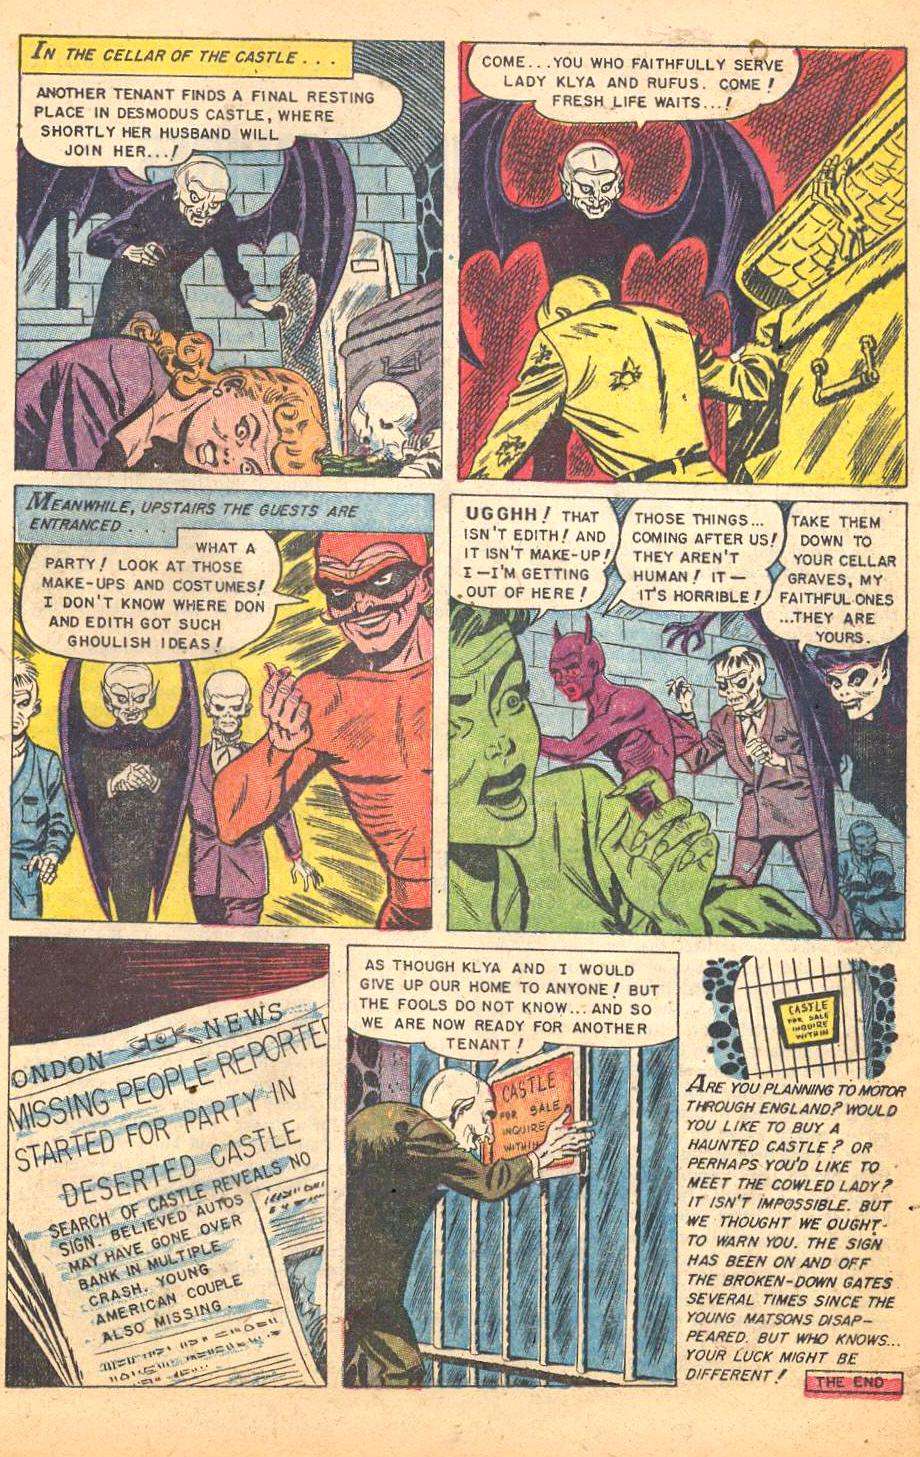 IN THE CELLAR OF THE CASTLE . . .
ANOTHER TENANT FINDS A FINAL RESTING
PLACE IN DESMODUS CASTLE, WHERE
SHORTLY HER HUSBAND WILL
JOIN HER...!
COME...YOU WHO FAITHFULLY SERVE
LADY KLYA AND RUFUS. COME!
FRESH LIFE WAITS...!
MEANWHILE, UPSTAIRS THE GUESTS ARE
ENTRANCED . . .
WHAT A
PARTY! LOOK AT THOSE
MAKE-UPS AND COSTUMES!
I DON'T KNOW WHERE DON
AND EDITH GOT SUCH
GHOULISH IDEAS!
UGGHH! THAT
ISN'T EDITH! AND
IT ISN'T MAKE-UP!
I—I'M GETTING
OUT OF HERE!
THOSE THINGS...
COMING AFTER US!
THEY AREN'T
HUMAN! IT—
IT'S HORRIBLE!
TAKE THEM
DOWN TO
YOUR CELLAR
GRAVES, MY
FAITHFUL ONES
...THEY ARE
YOURS.
ONDON NEWS
MISSING PEOPLE REPORTED
STARTED FOR PARTY IN
DESERTED CASTLE
SEARCH OF CASTLE REVEALS NO
SIGN. BELIEVED AUTOS
MAY HAVE GONE OVER
BANK IN MULTIPLE
CRASH. YOUNG
AMERICAN COUPLE
ALSO MISSING.
AS THOUGH KLYA AND I WOULD
GIVE UP OUR HOME TO ANYONE! BUT
THE FOOLS DO NOT KNOW... AND SO
WE ARE NOW READY FOR ANOTHER
TENANT!
CASTLE
FOR SALE
INQUIRE
WITHIN
CASTLE
FOR SALE
INQUIRE
WITHIN
ARE YOU PLANNING TO MOTOR
THROUGH ENGLAND? WOULD
YOU LIKE TO BUY A
HAUNTED CASTLE? OR
PERHAPS YOU'D LIKE TO
MEET THE COWLED LADY?
IT ISN'T IMPOSSIBLE. BUT
WE THOUGHT WE OUGHT
TO WARN YOU. THE SIGN
HAS BEEN ON AND OFF
THE BROKEN-DOWN GATES
SEVERAL TIMES SINCE THE
YOUNG MATSONS DISAP-
PEARED. BUT WHO KNOWS...
YOUR LUCK MIGHT BE
DIFFERENT!
THE END